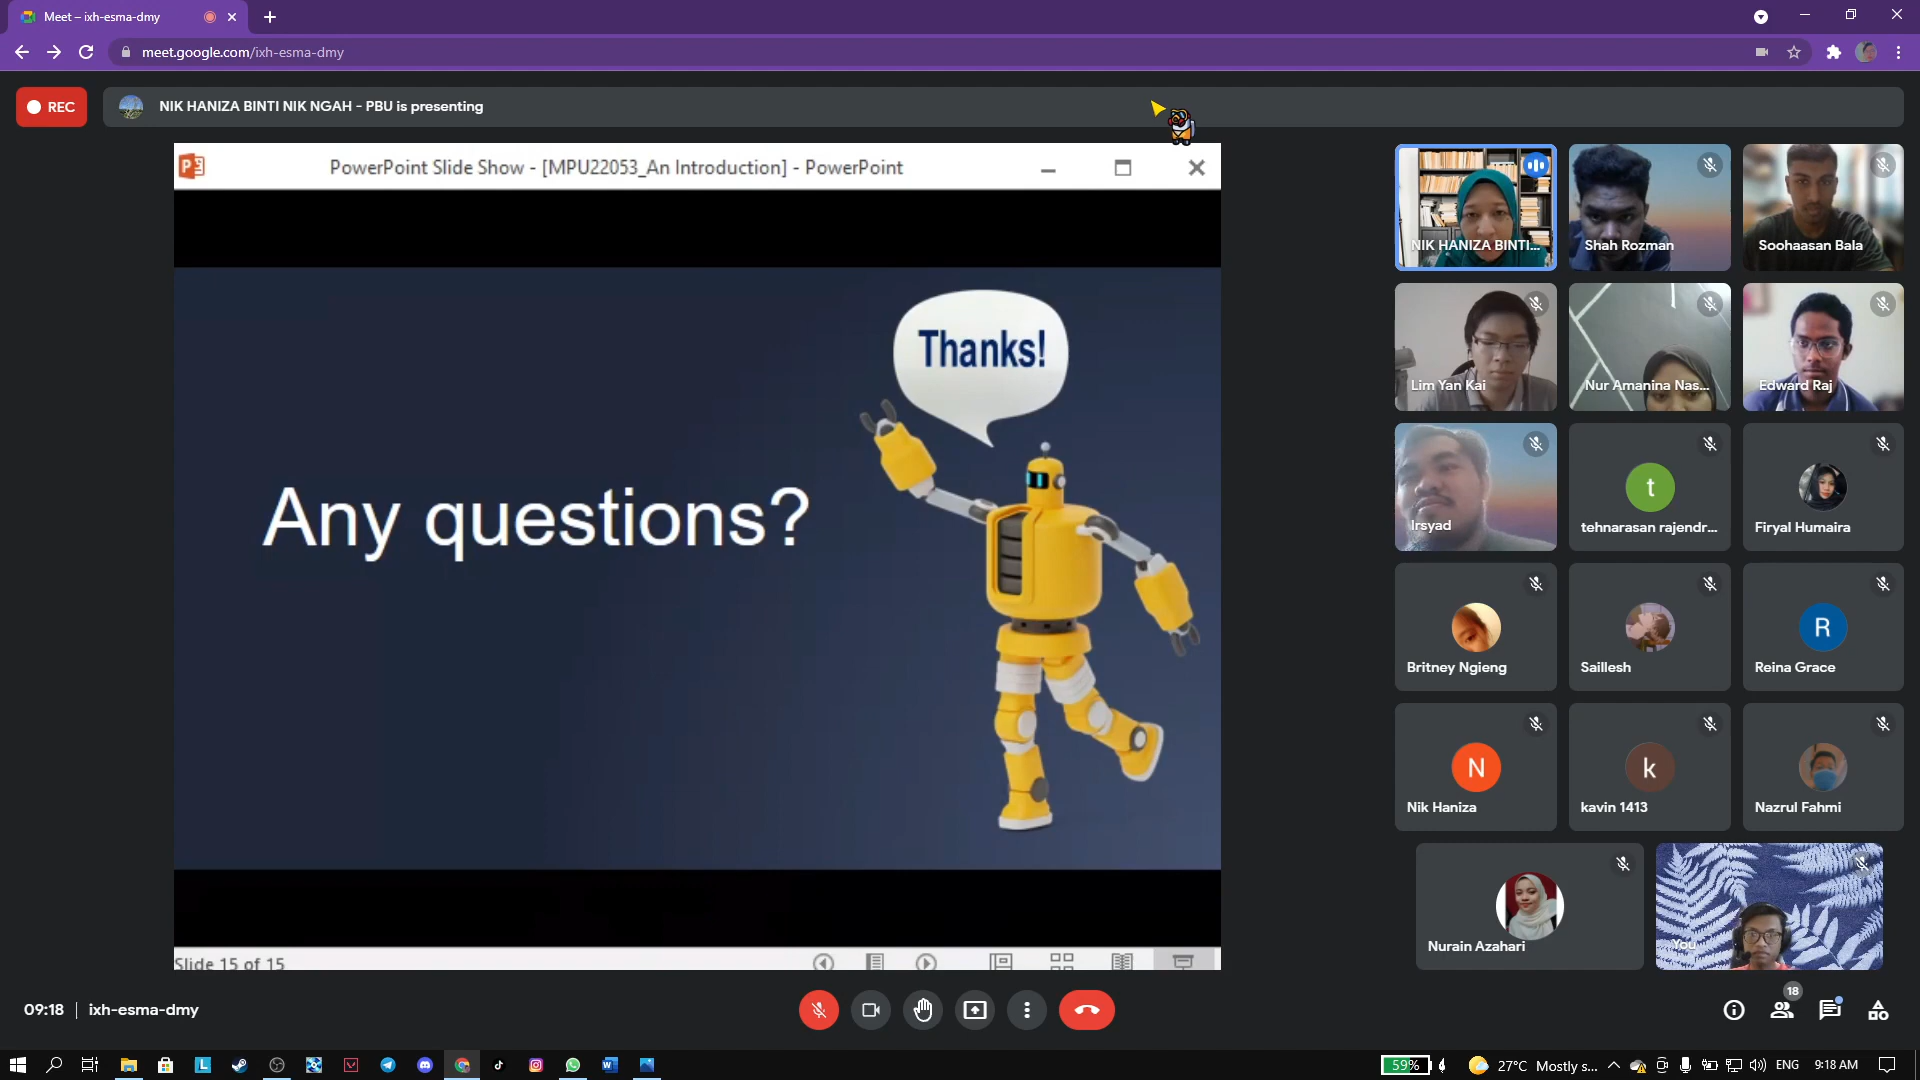 Meet – ixh-esma-dmy
meet.google.com/ixh-esma-dmy
REC
NIK HANIZA BINTI NIK NGAH - PBU is presenting
PowerPoint Slide Show - [MPU22053_An Introduction] - PowerPoint
Thanks!
Any questions?
Slide 15 of 15
NIK HANIZA BINTI...
Shah Rozman
Soohaasan Bala
Lim Yan Kai
Nur Amanina Nas...
Edward Raj
Irsyad
t
tehnarasan rajendr...
Firyal Humaira
Britney Ngieng
Saillesh
R
Reina Grace
N
Nik Haniza
k
kavin 1413
Nazrul Fahmi
Nurain Azahari
You
09:18 | ixh-esma-dmy
18
59%
27°C Mostly s...
ENG
9:18 AM